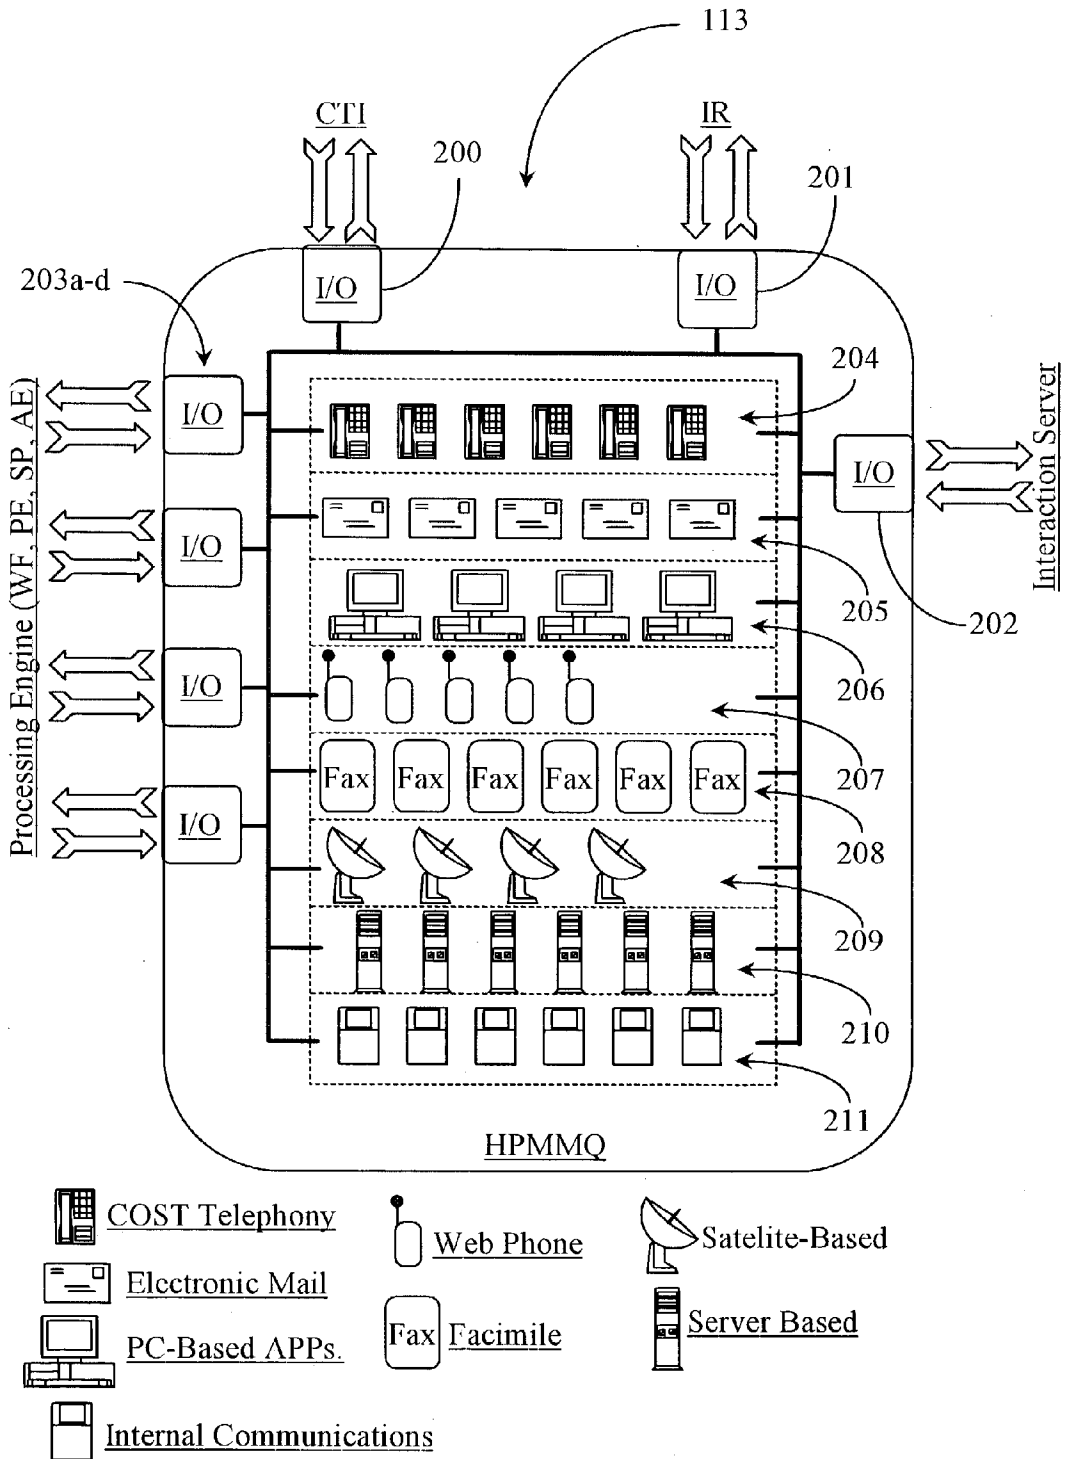 113
CTI
IR
200
201
I/O
I/O
203a-d
204
I/O
Processing Engine (WF, PE, SP, AE)
I/O
Interaction Server
I/O
205
202
I/O
206
Fax Fax Fax Fax Fax Fax
207
I/O
208
209
210
211
HPMMQ
COST Telephony
Web Phone
Satelite-Based
Electronic Mail
Fax Facimile
Server Based
PC-Based APPs.
Internal Communications